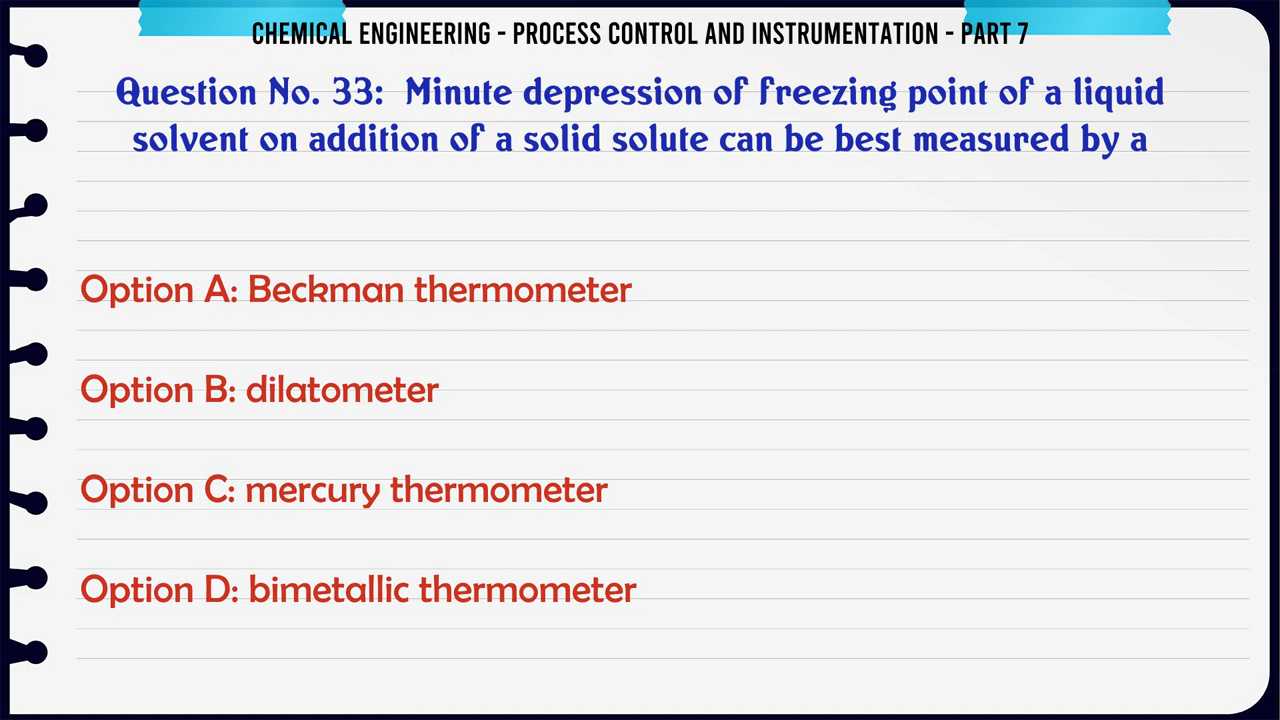 CHEMICAL ENGINEERING - PROCESS CONTROL AND INSTRUMENTATION - PART 7
Question No. 33: Minute depression of freezing point of a liquid
solvent on addition of a solid solute can be best measured by a
Option A: Beckman thermometer
Option B: dilatometer
Option C: mercury thermometer
Option D: bimetallic thermometer